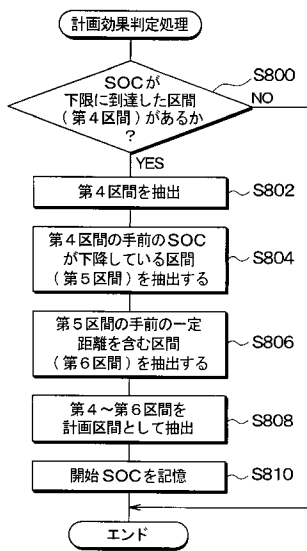 計画効果判定処理
S800
SOCが
下限に到達した区間
(第4区間)があるか
?
NO
YES
第4区間を抽出
S802
第4区間の手前のSOC
が下降している区間
(第5区間)を抽出する
S804
第5区間の手前の一定
距離を含む区間
(第6区間)を抽出する
S806
第4〜第6区間を
計画区間として抽出
S808
開始SOCを記憶
S810
エンド